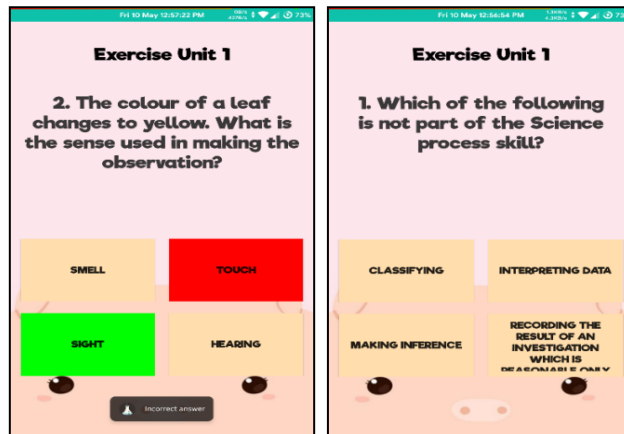 Fri 10 May 12:57:22 PM
73%
Exercise Unit 1
2. The colour of a leaf
changes to yellow. What is
the sense used in making the
observation?
SMELL
TOUCH
SIGHT
HEARING
Incorrect answer
Fri 10 May 12:56:54 PM
Exercise Unit 1
1. Which of the following
is not part of the Science
process skill?
CLASSIFYING
INTERPRETING DATA
MAKING INFERENCE
RECORDING THE
RESULT OF AN
INVESTIGATION
WHICH IS
REASONABLE ONLY